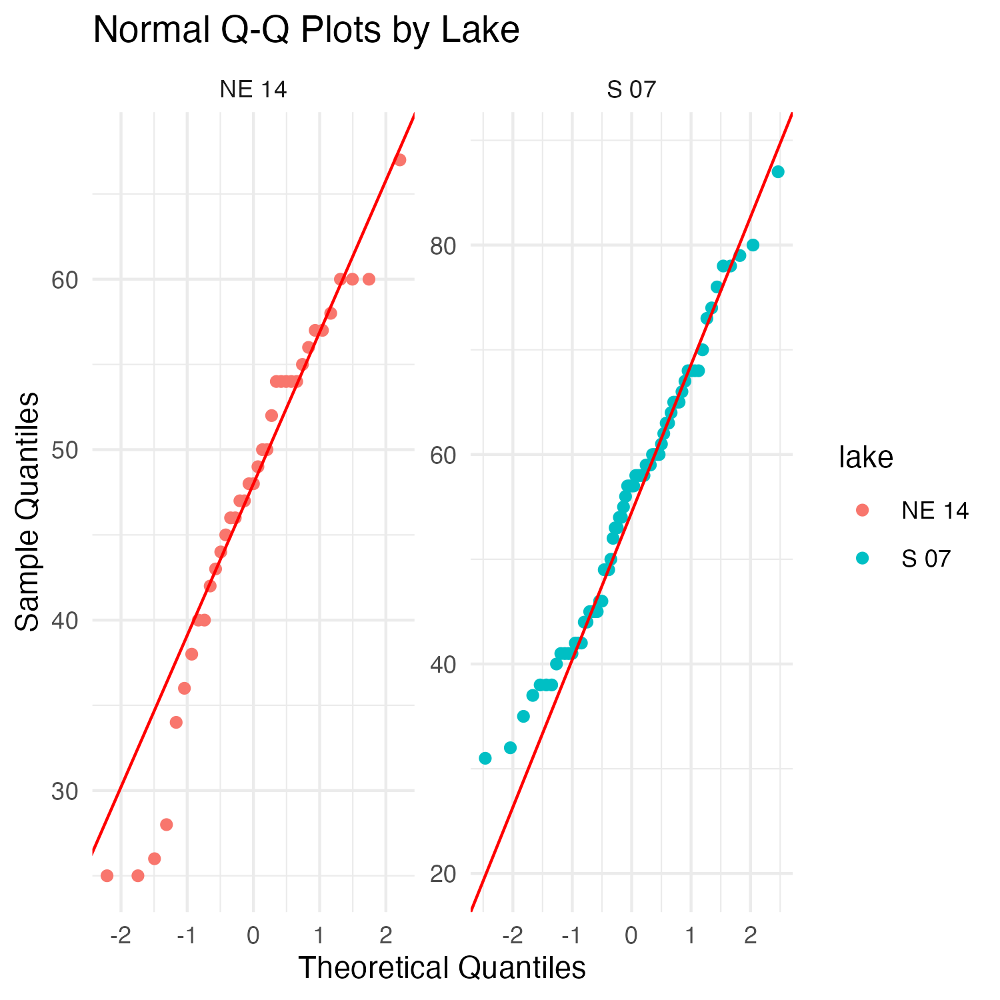 Normal Q-Q Plots by Lake
NE 14
S 07
Sample Quantiles
60
50
40
30
80
60
40
20
-2 -1 0 1 2
-2 -1 0 1 2
Theoretical Quantiles
lake
NE 14
S 07